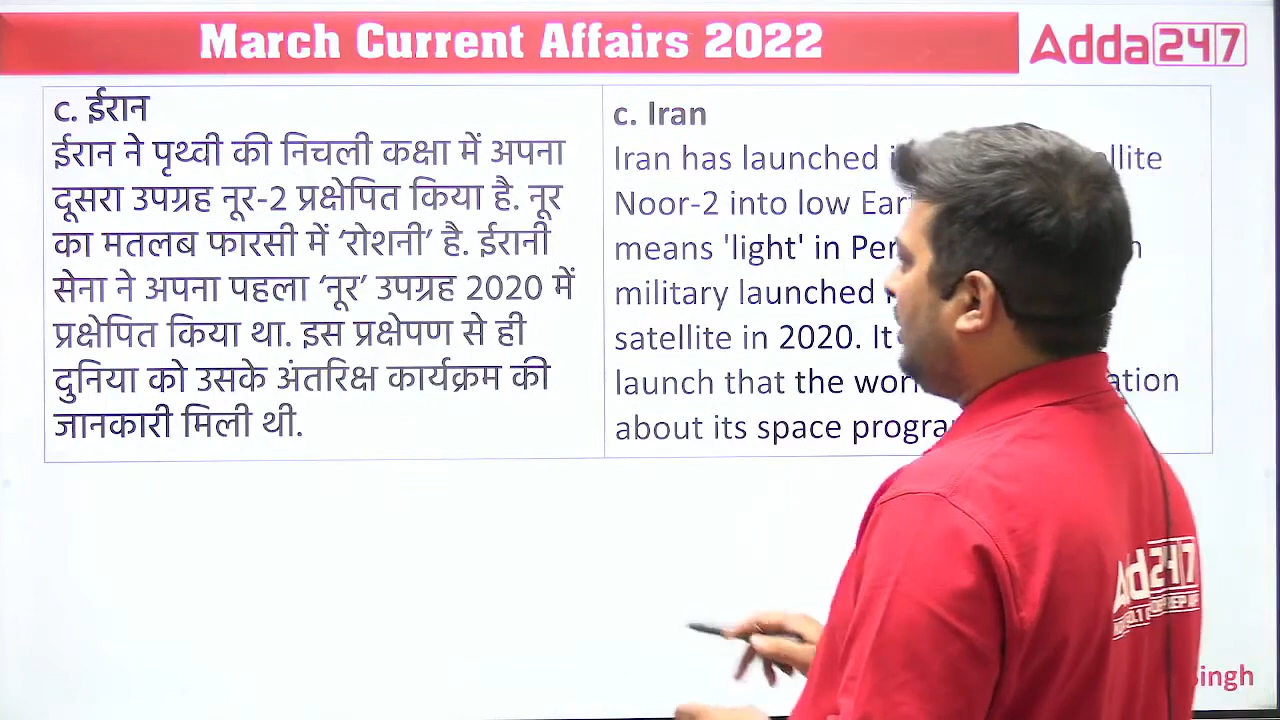 March Current Affairs 2022
Adda247
c. ईरान
ईरान ने पृथ्वी की निचली कक्षा में अपना
दूसरा उपग्रह नूर-2 प्रक्षेपित किया है. नूर
का मतलब फारसी में ‘रोशनी’ है. ईरानी
सेना ने अपना पहला ‘नूर’ उपग्रह 2020 में
प्रक्षेपित किया था. इस प्रक्षेपण से ही
दुनिया को उसके अंतरिक्ष कार्यक्रम की
जानकारी मिली थी.
c. Iran
Iran has launched
Noor-2 into low
means 'light' in
military launched
satellite in 2020. It
launch that the
about its space
Adda247